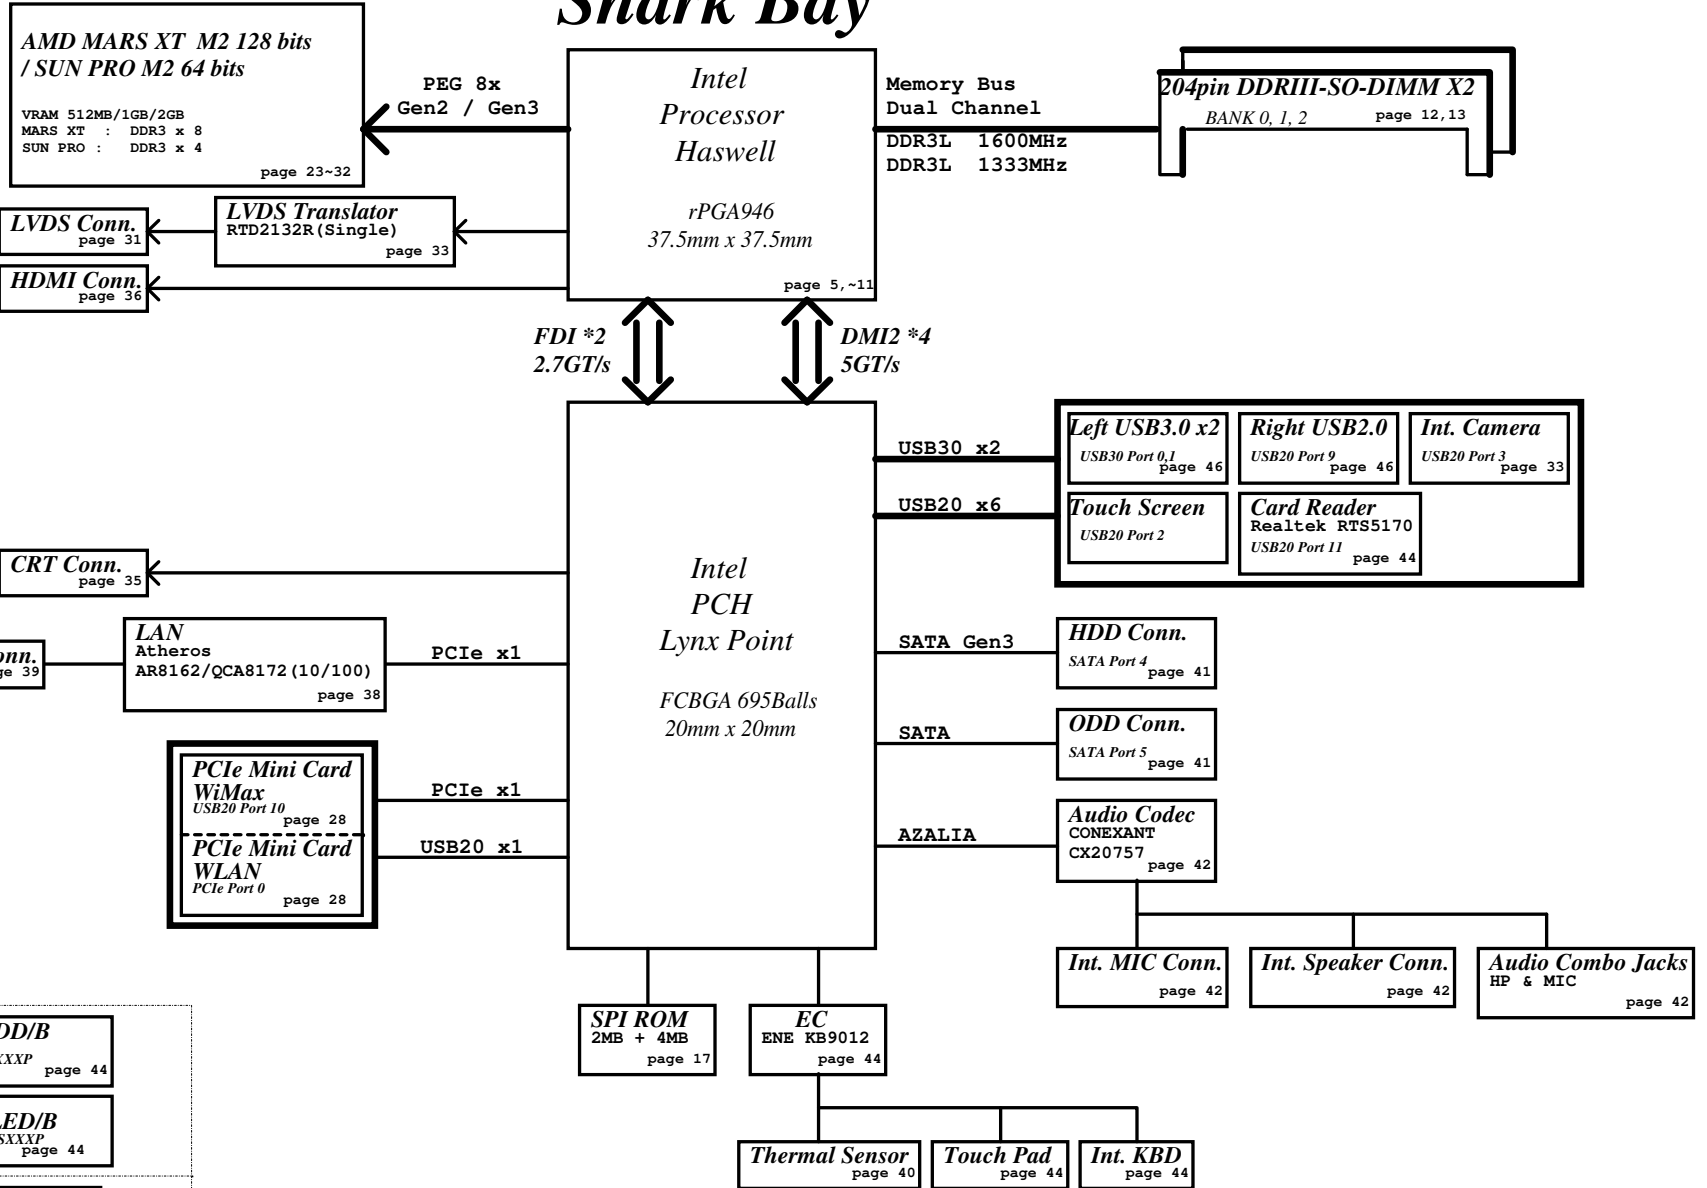 Shark Bay
AMD MARS XT M2 128 bits
/ SUN PRO M2 64 bits
VRAM 512MB/1GB/2GB
MARS XT : DDR3 x 8
SUN PRO : DDR3 x 4
page 23~32
PEG 8x
Gen2 / Gen3
Intel
Processor
Haswell
rPGA946
37.5mm x 37.5mm
page 5,~11
Memory Bus
Dual Channel
DDR3L 1600MHz
DDR3L 1333MHz
204pin DDRIII-SO-DIMM X2
BANK 0, 1, 2
page 12,13
LVDS Conn.
page 31
LVDS Translator
RTD2132R(Single)
page 33
HDMI Conn.
page 36
FDI *2
2.7GT/s
DMI2 *4
5GT/s
USB30 x2
USB20 x6
Left USB3.0 x2
USB30 Port 0,1
page 46
Right USB2.0
USB20 Port 9
page 46
Int. Camera
USB20 Port 3
page 33
Touch Screen
USB20 Port 2
Card Reader
Realtek RTS5170
USB20 Port 11
page 44
CRT Conn.
page 35
Intel
PCH
Lynx Point
FCBGA 695Balls
20mm x 20mm
onn.
ge 39
LAN
Atheros
AR8162/QCA8172(10/100)
page 38
PCIe x1
SATA Gen3
HDD Conn.
SATA Port 4
page 41
SATA
ODD Conn.
SATA Port 5
page 41
PCIe Mini Card
WiMax
USB20 Port 10
page 28
PCIe Mini Card
WLAN
PCIe Port 0
page 28
PCIe x1
USB20 x1
AZALIA
Audio Codec
CONEXANT
CX20757
page 42
Int. MIC Conn.
page 42
Int. Speaker Conn.
page 42
Audio Combo Jacks
HP & MIC
page 42
SPI ROM
2MB + 4MB
page 17
EC
ENE KB9012
page 44
DD/B
XXXP
page 44
LED/B
SXXXP
page 44
Thermal Sensor
page 40
Touch Pad
page 44
Int. KBD
page 44